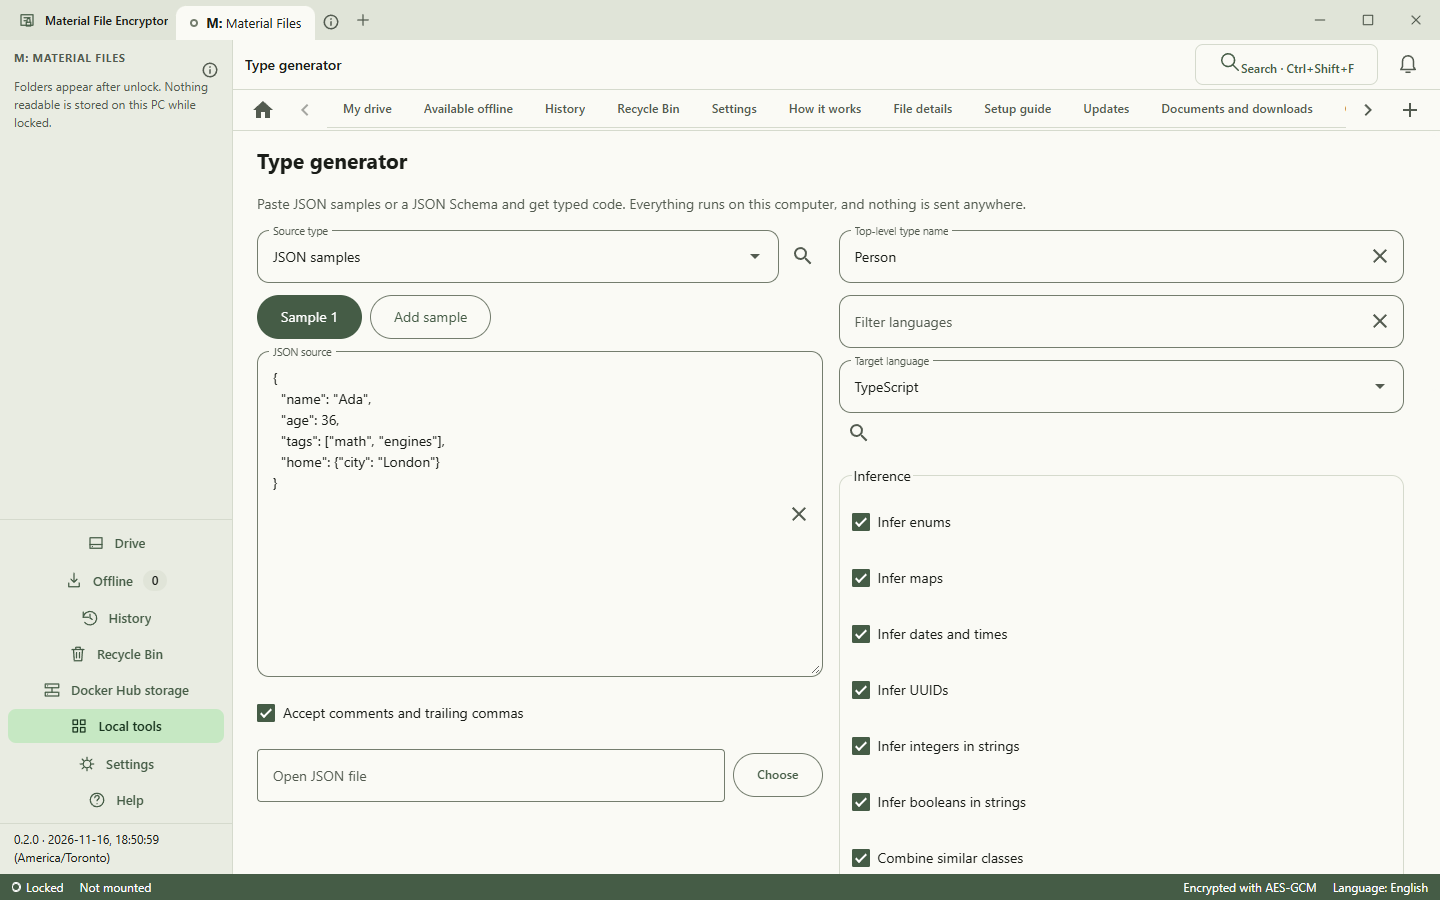 Material File Encryptor
M: Material Files
M: MATERIAL FILES
Folders appear after unlock. Nothing
readable is stored on this PC while
locked.
Type generator
Search · Ctrl+Shift+F
My drive
Available offline
History
Recycle Bin
Settings
How it works
File details
Setup guide
Updates
Documents and downloads
Type generator
Paste JSON samples or a JSON Schema and get typed code. Everything runs on this computer, and nothing is sent anywhere.
Source type
JSON samples
Sample 1
Add sample
JSON source
{
"name": "Ada",
"age": 36,
"tags": ["math", "engines"],
"home": {"city": "London"}
}
Accept comments and trailing commas
Open JSON file
Choose
Top-level type name
Person
Filter languages
Target language
TypeScript
Inference
Infer enums
Infer maps
Infer dates and times
Infer UUIDs
Infer integers in strings
Infer booleans in strings
Combine similar classes
Drive
Offline 0
History
Recycle Bin
Docker Hub storage
Local tools
Settings
Help
0.2.0 · 2026-11-16, 18:50:59
(America/Toronto)
Locked
Not mounted
Encrypted with AES-GCM
Language: English